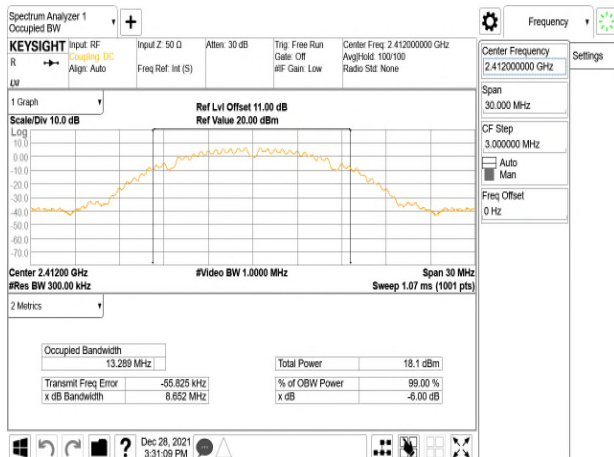 Spectrum Analyzer 1
Occupied BW
Frequency
KEYSIGHT Input: RF Input Z: 50 Ω Atten: 30 dB Trig: Free Run Center Freq: 2.412000000 GHz
R Coupling: DC Gate: Off Avg|Hold: 100/100
Align: Auto Freq Ref: Int (S) #IF Gain: Low Radio Std: None
Center Frequency
2.412000000 GHz
Settings
Span
30.000 MHz
CF Step
3.000000 MHz
Auto
Man
Freq Offset
0 Hz
1 Graph
Ref Lvl Offset 11.00 dB
Scale/Div 10.0 dB Ref Value 20.00 dBm
Log
10.0
0.00
-10.0
-20.0
-30.0
-40.0
-50.0
-60.0
-70.0
Center 2.41200 GHz #Video BW 1.0000 MHz Span 30 MHz
#Res BW 300.00 kHz Sweep 1.07 ms (1001 pts)
2 Metrics
Occupied Bandwidth
13.289 MHz Total Power 18.1 dBm
Transmit Freq Error -55.825 kHz % of OBW Power 99.00 %
x dB Bandwidth 8.652 MHz x dB -6.00 dB
? Dec 28, 2021
3:31:09 PM